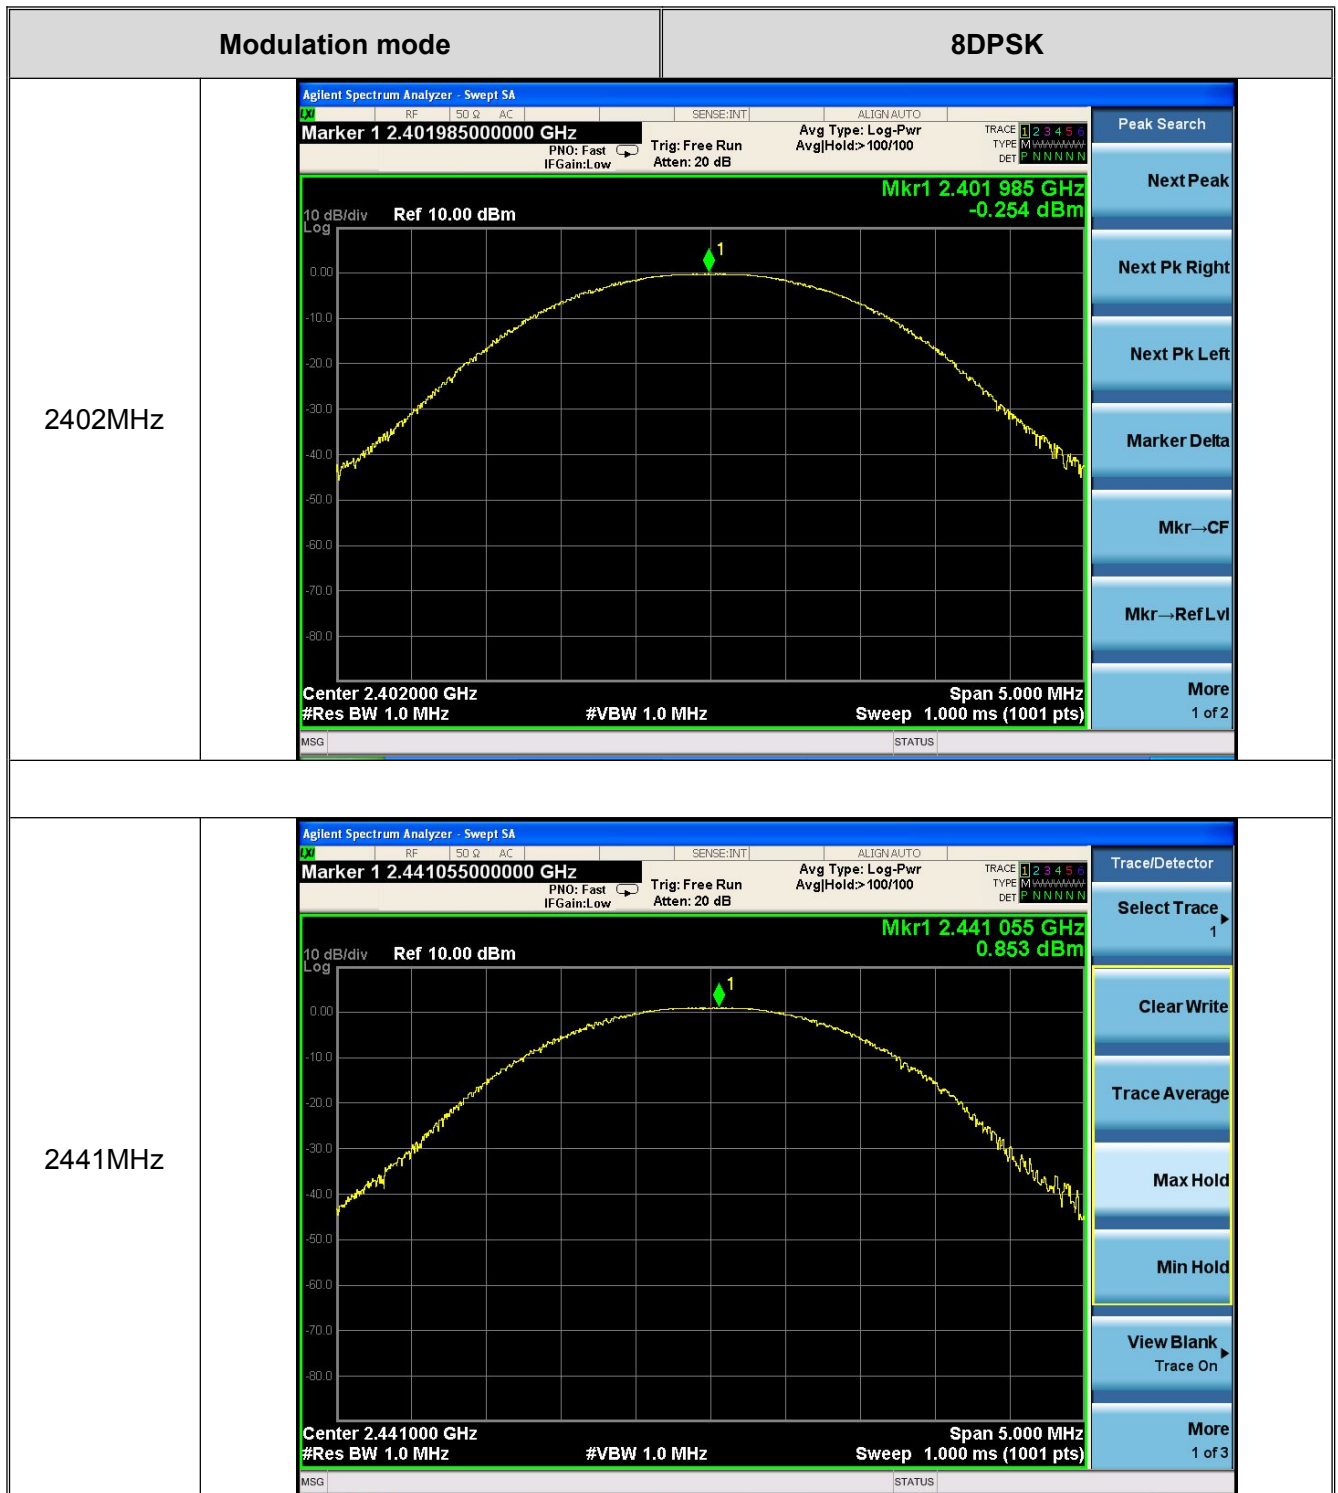 Modulation mode 8DPSK
2402MHz
Agilent Spectrum Analyzer - Swept SA
LXI RF 50 Ω AC SENSE:INT ALIGN AUTO
Marker 1 2.401985000000 GHz
PNO: Fast
IFGain:Low
Trig: Free Run
Atten: 20 dB
Avg Type: Log-Pwr
Avg|Hold:>100/100
TRACE 1 2 3 4 5 6
TYPE M WWWWW
DET P N N N N N
Mkr1 2.401 985 GHz
-0.254 dBm
10 dB/div Ref 10.00 dBm
Log
1
0.00
-10.0
-20.0
-30.0
-40.0
-50.0
-60.0
-70.0
-80.0
Center 2.402000 GHz Span 5.000 MHz
#Res BW 1.0 MHz #VBW 1.0 MHz Sweep 1.000 ms (1001 pts)
MSG STATUS
Peak Search
Next Peak
Next Pk Right
Next Pk Left
Marker Delta
Mkr→CF
Mkr→Ref Lvl
More
1 of 2
2441MHz
Agilent Spectrum Analyzer - Swept SA
LXI RF 50 Ω AC SENSE:INT ALIGN AUTO
Marker 1 2.441055000000 GHz
PNO: Fast
IFGain:Low
Trig: Free Run
Atten: 20 dB
Avg Type: Log-Pwr
Avg|Hold:>100/100
TRACE 1 2 3 4 5 6
TYPE M WWWWW
DET P N N N N N
Mkr1 2.441 055 GHz
0.853 dBm
10 dB/div Ref 10.00 dBm
Log
1
0.00
-10.0
-20.0
-30.0
-40.0
-50.0
-60.0
-70.0
-80.0
Center 2.441000 GHz Span 5.000 MHz
#Res BW 1.0 MHz #VBW 1.0 MHz Sweep 1.000 ms (1001 pts)
MSG STATUS
Trace/Detector
Select Trace
1
Clear Write
Trace Average
Max Hold
Min Hold
View Blank
Trace On
More
1 of 3